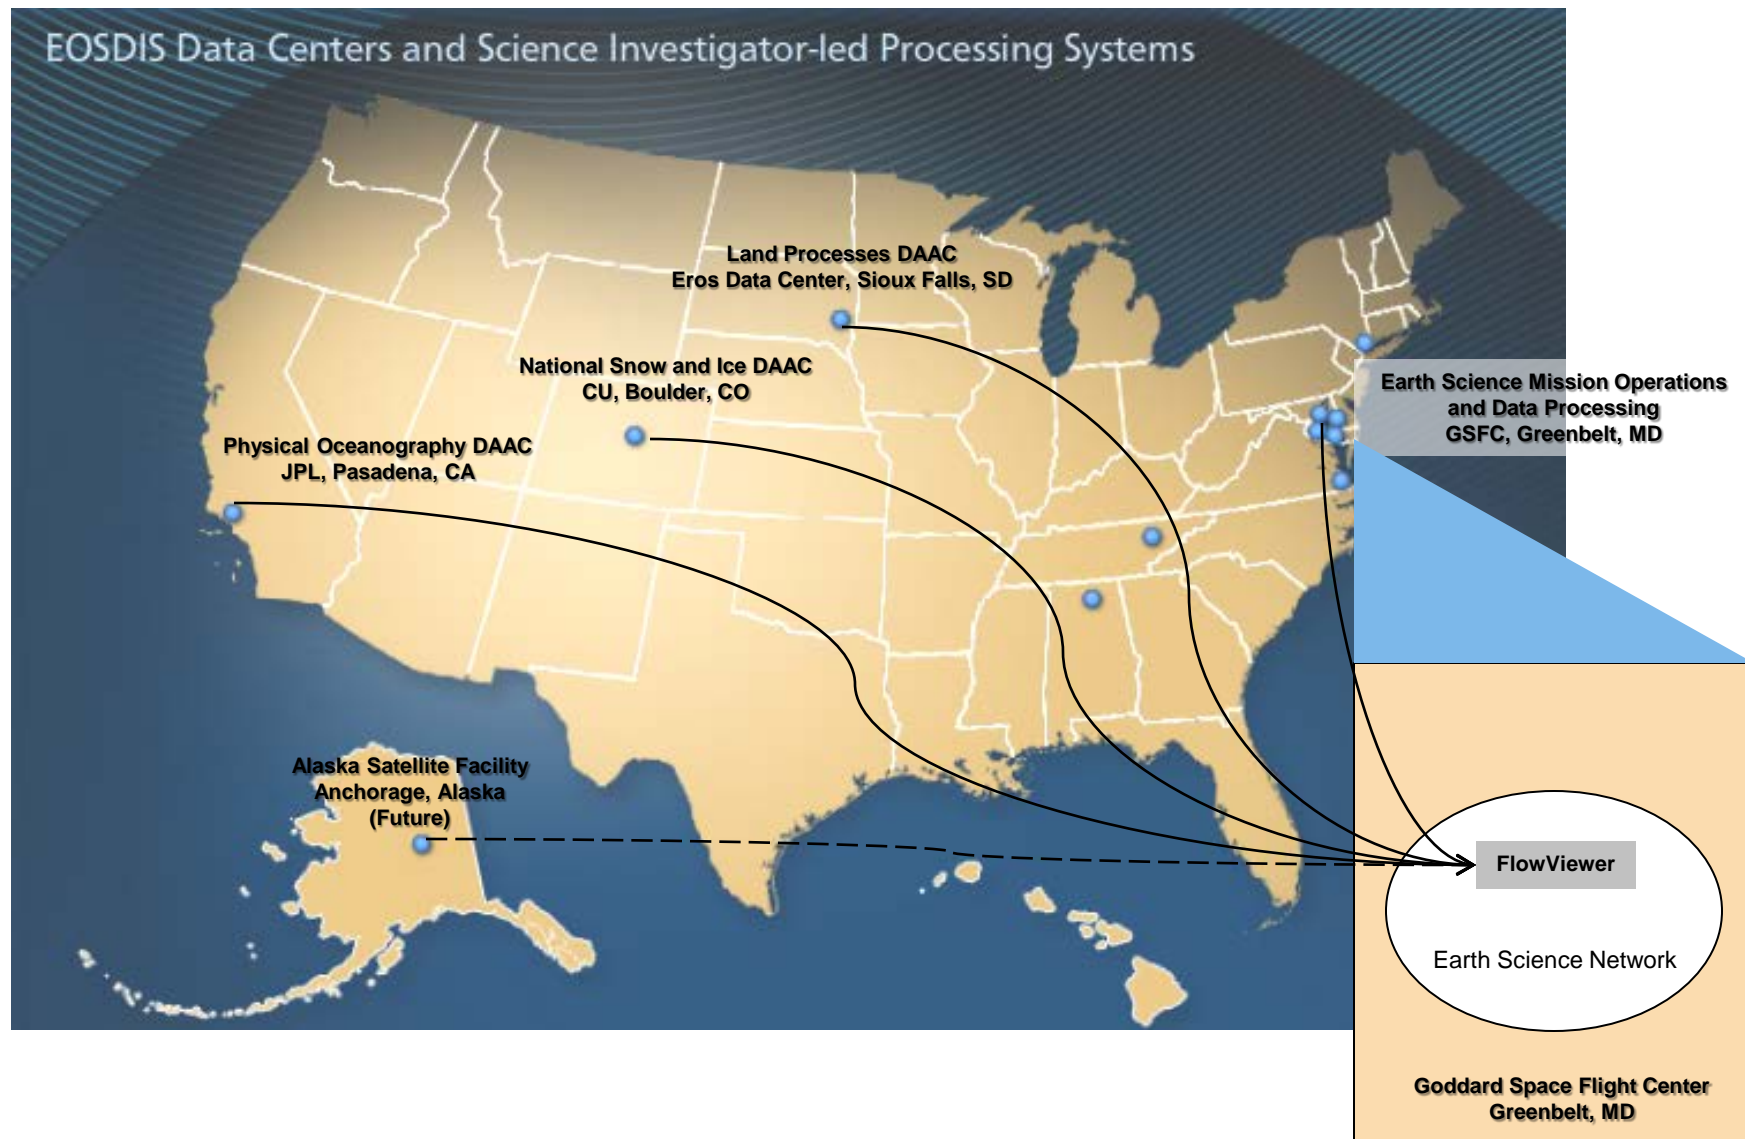 EOSDIS Data Centers and Science Investigator-led Processing Systems
Land Processes DAAC
Eros Data Center, Sioux Falls, SD
National Snow and Ice DAAC
CU, Boulder, CO
Earth Science Mission Operations
and Data Processing
GSFC, Greenbelt, MD
Physical Oceanography DAAC
JPL, Pasadena, CA
Alaska Satellite Facility
Anchorage, Alaska
(Future)
FlowViewer
Earth Science Network
Goddard Space Flight Center
Greenbelt, MD